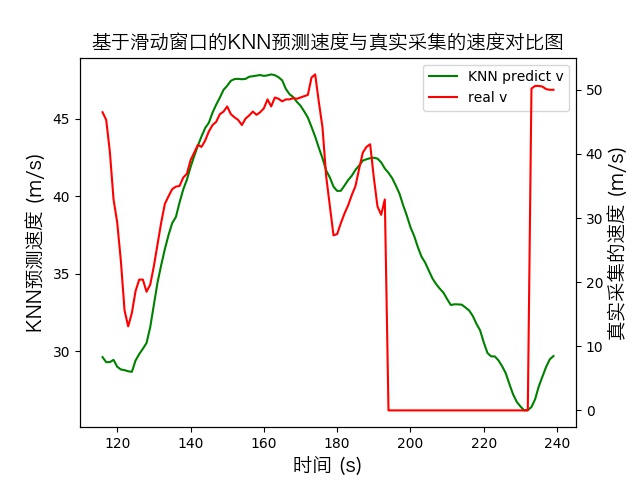 基于滑动窗口的KNN预测速度与真实采集的速度对比图
KNN predict v
real v
KNN预测速度 (m/s)
45
40
35
30
真实采集的速度 (m/s)
50
40
30
20
10
0
120 140 160 180 200 220 240
时间 (s)